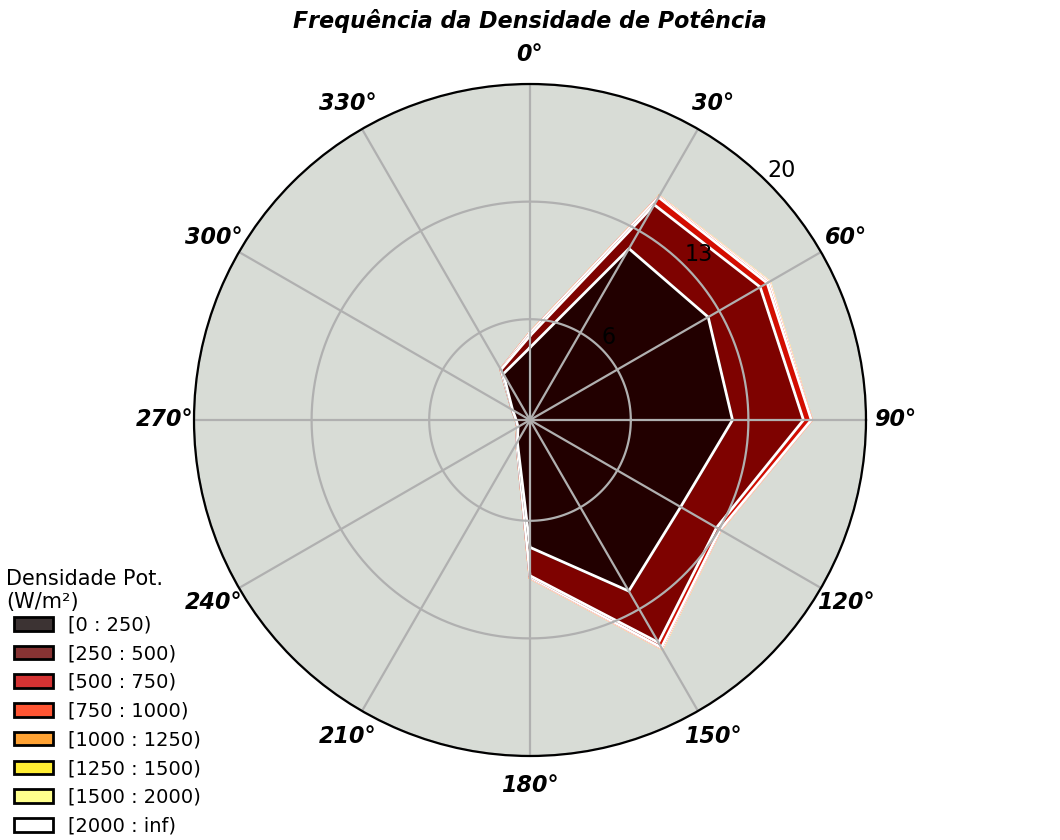 Frequência da Densidade de Potência
0°
330°
30°
20
300°
60°
13
6
270°
90°
240°
120°
210°
150°
180°
Densidade Pot.
(W/m²)
[0 : 250)
[250 : 500)
[500 : 750)
[750 : 1000)
[1000 : 1250)
[1250 : 1500)
[1500 : 2000)
[2000 : inf)